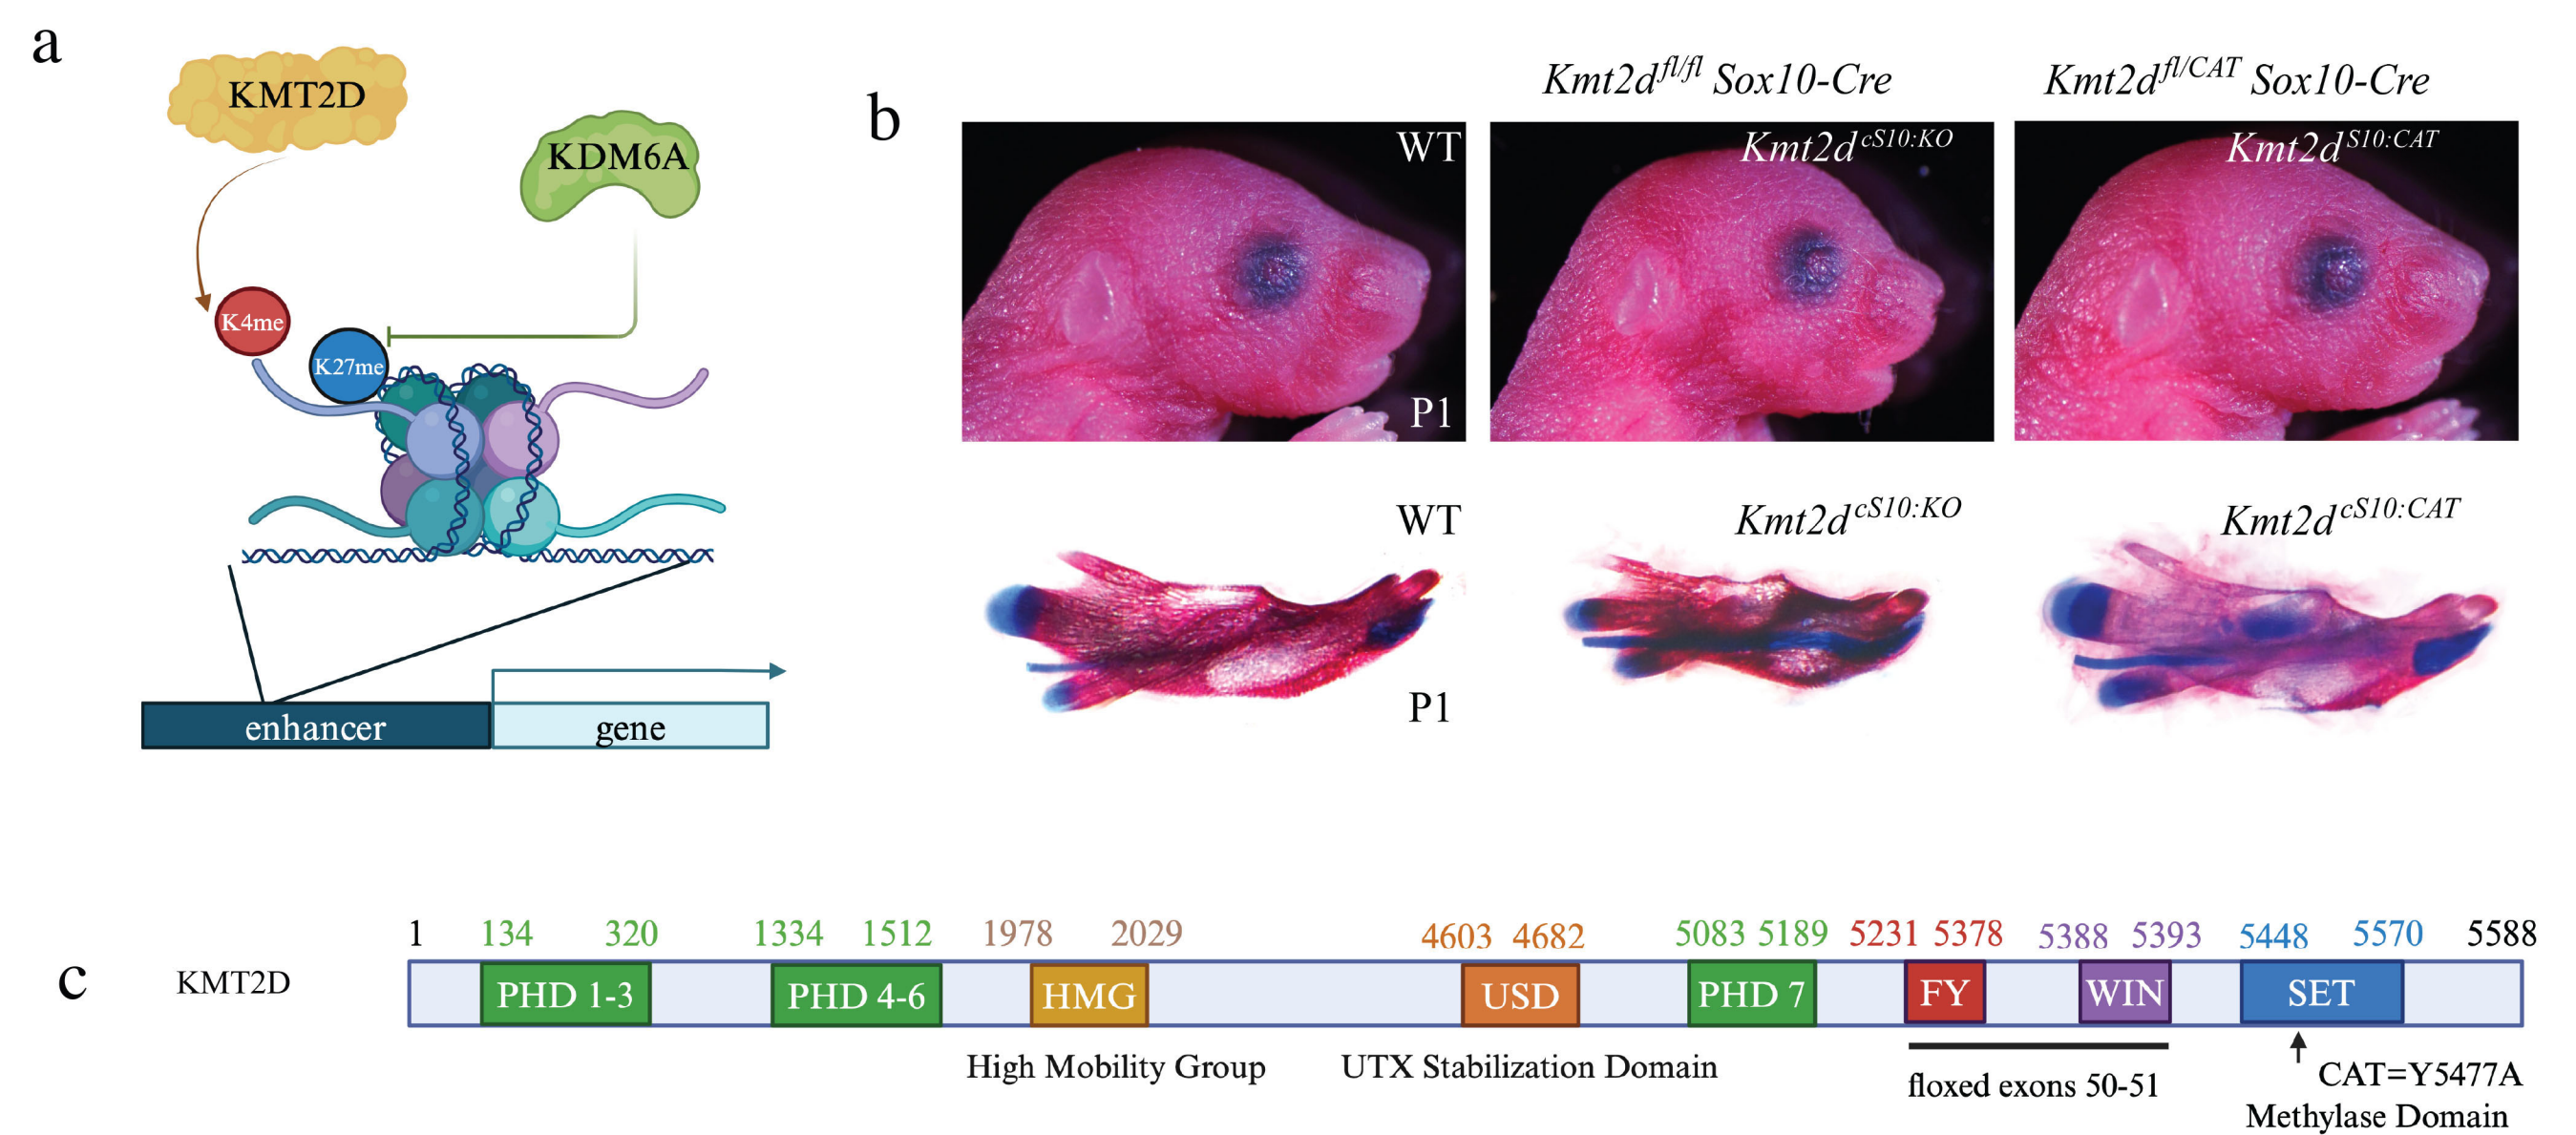 a
KMT2D
KDM6A
K4me
K27me
enhancer
gene
b
Kmt2d^fl/fl Sox10-Cre
Kmt2d^fl/CAT Sox10-Cre
WT
Kmt2d^cS10:KO
Kmt2d^S10:CAT
P1
WT
Kmt2d^cS10:KO
Kmt2d^cS10:CAT
P1
c
KMT2D
1 134 320 1334 1512 1978 2029 4603 4682 5083 5189 5231 5378 5388 5393 5448 5570 5588
PHD 1-3 PHD 4-6 HMG USD PHD 7 FY WIN SET
High Mobility Group UTX Stabilization Domain
floxed exons 50-51
CAT=Y5477A
Methylase Domain